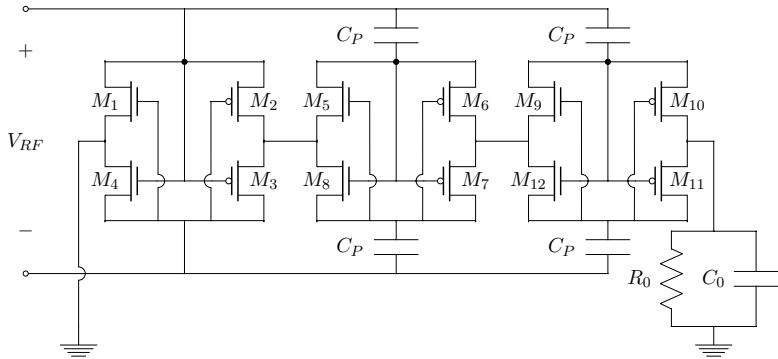 +
C_P
C_P
M_1
M_2
M_5
M_6
M_9
M_10
V_RF
M_4
M_3
M_8
M_7
M_12
M_11
−
C_P
C_P
R_0
C_0